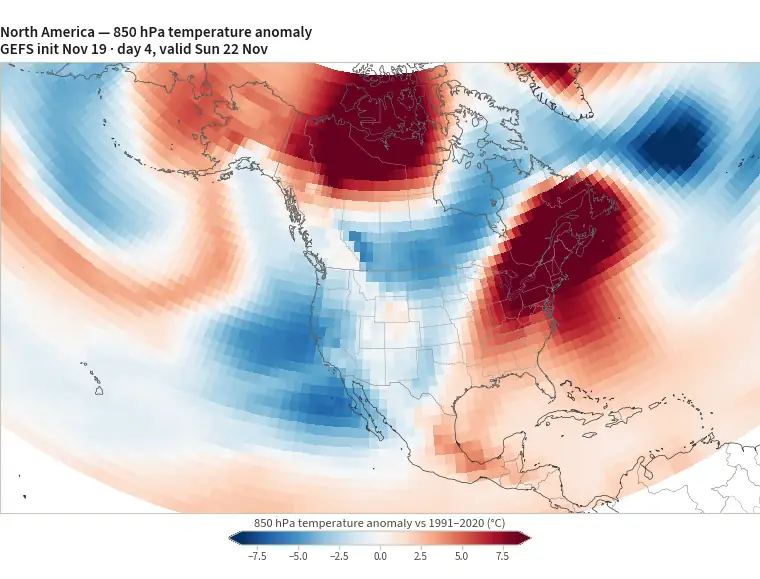 North America — 850 hPa temperature anomaly
GEFS init Nov 19 · day 4, valid Sun 22 Nov
850 hPa temperature anomaly vs 1991–2020 (°C)
−7.5 −5.0 −2.5 0.0 2.5 5.0 7.5